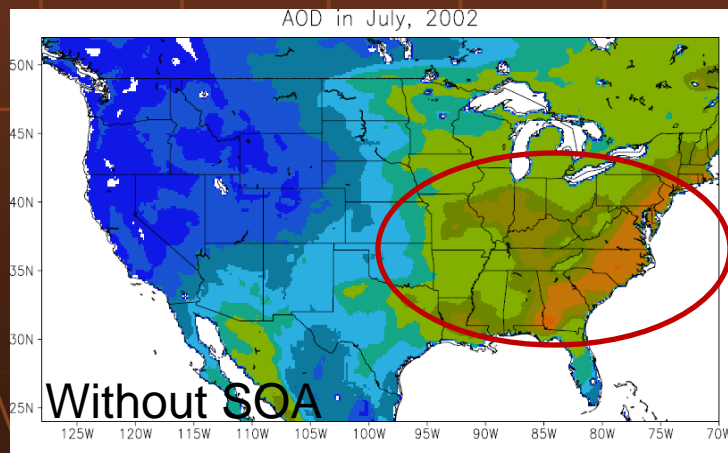 AOD in July, 2002
50N
45N
40N
35N
30N
25N
Without SOA
125W 120W 115W 110W 105W 100W 95W 90W 85W 80W 75W 70W